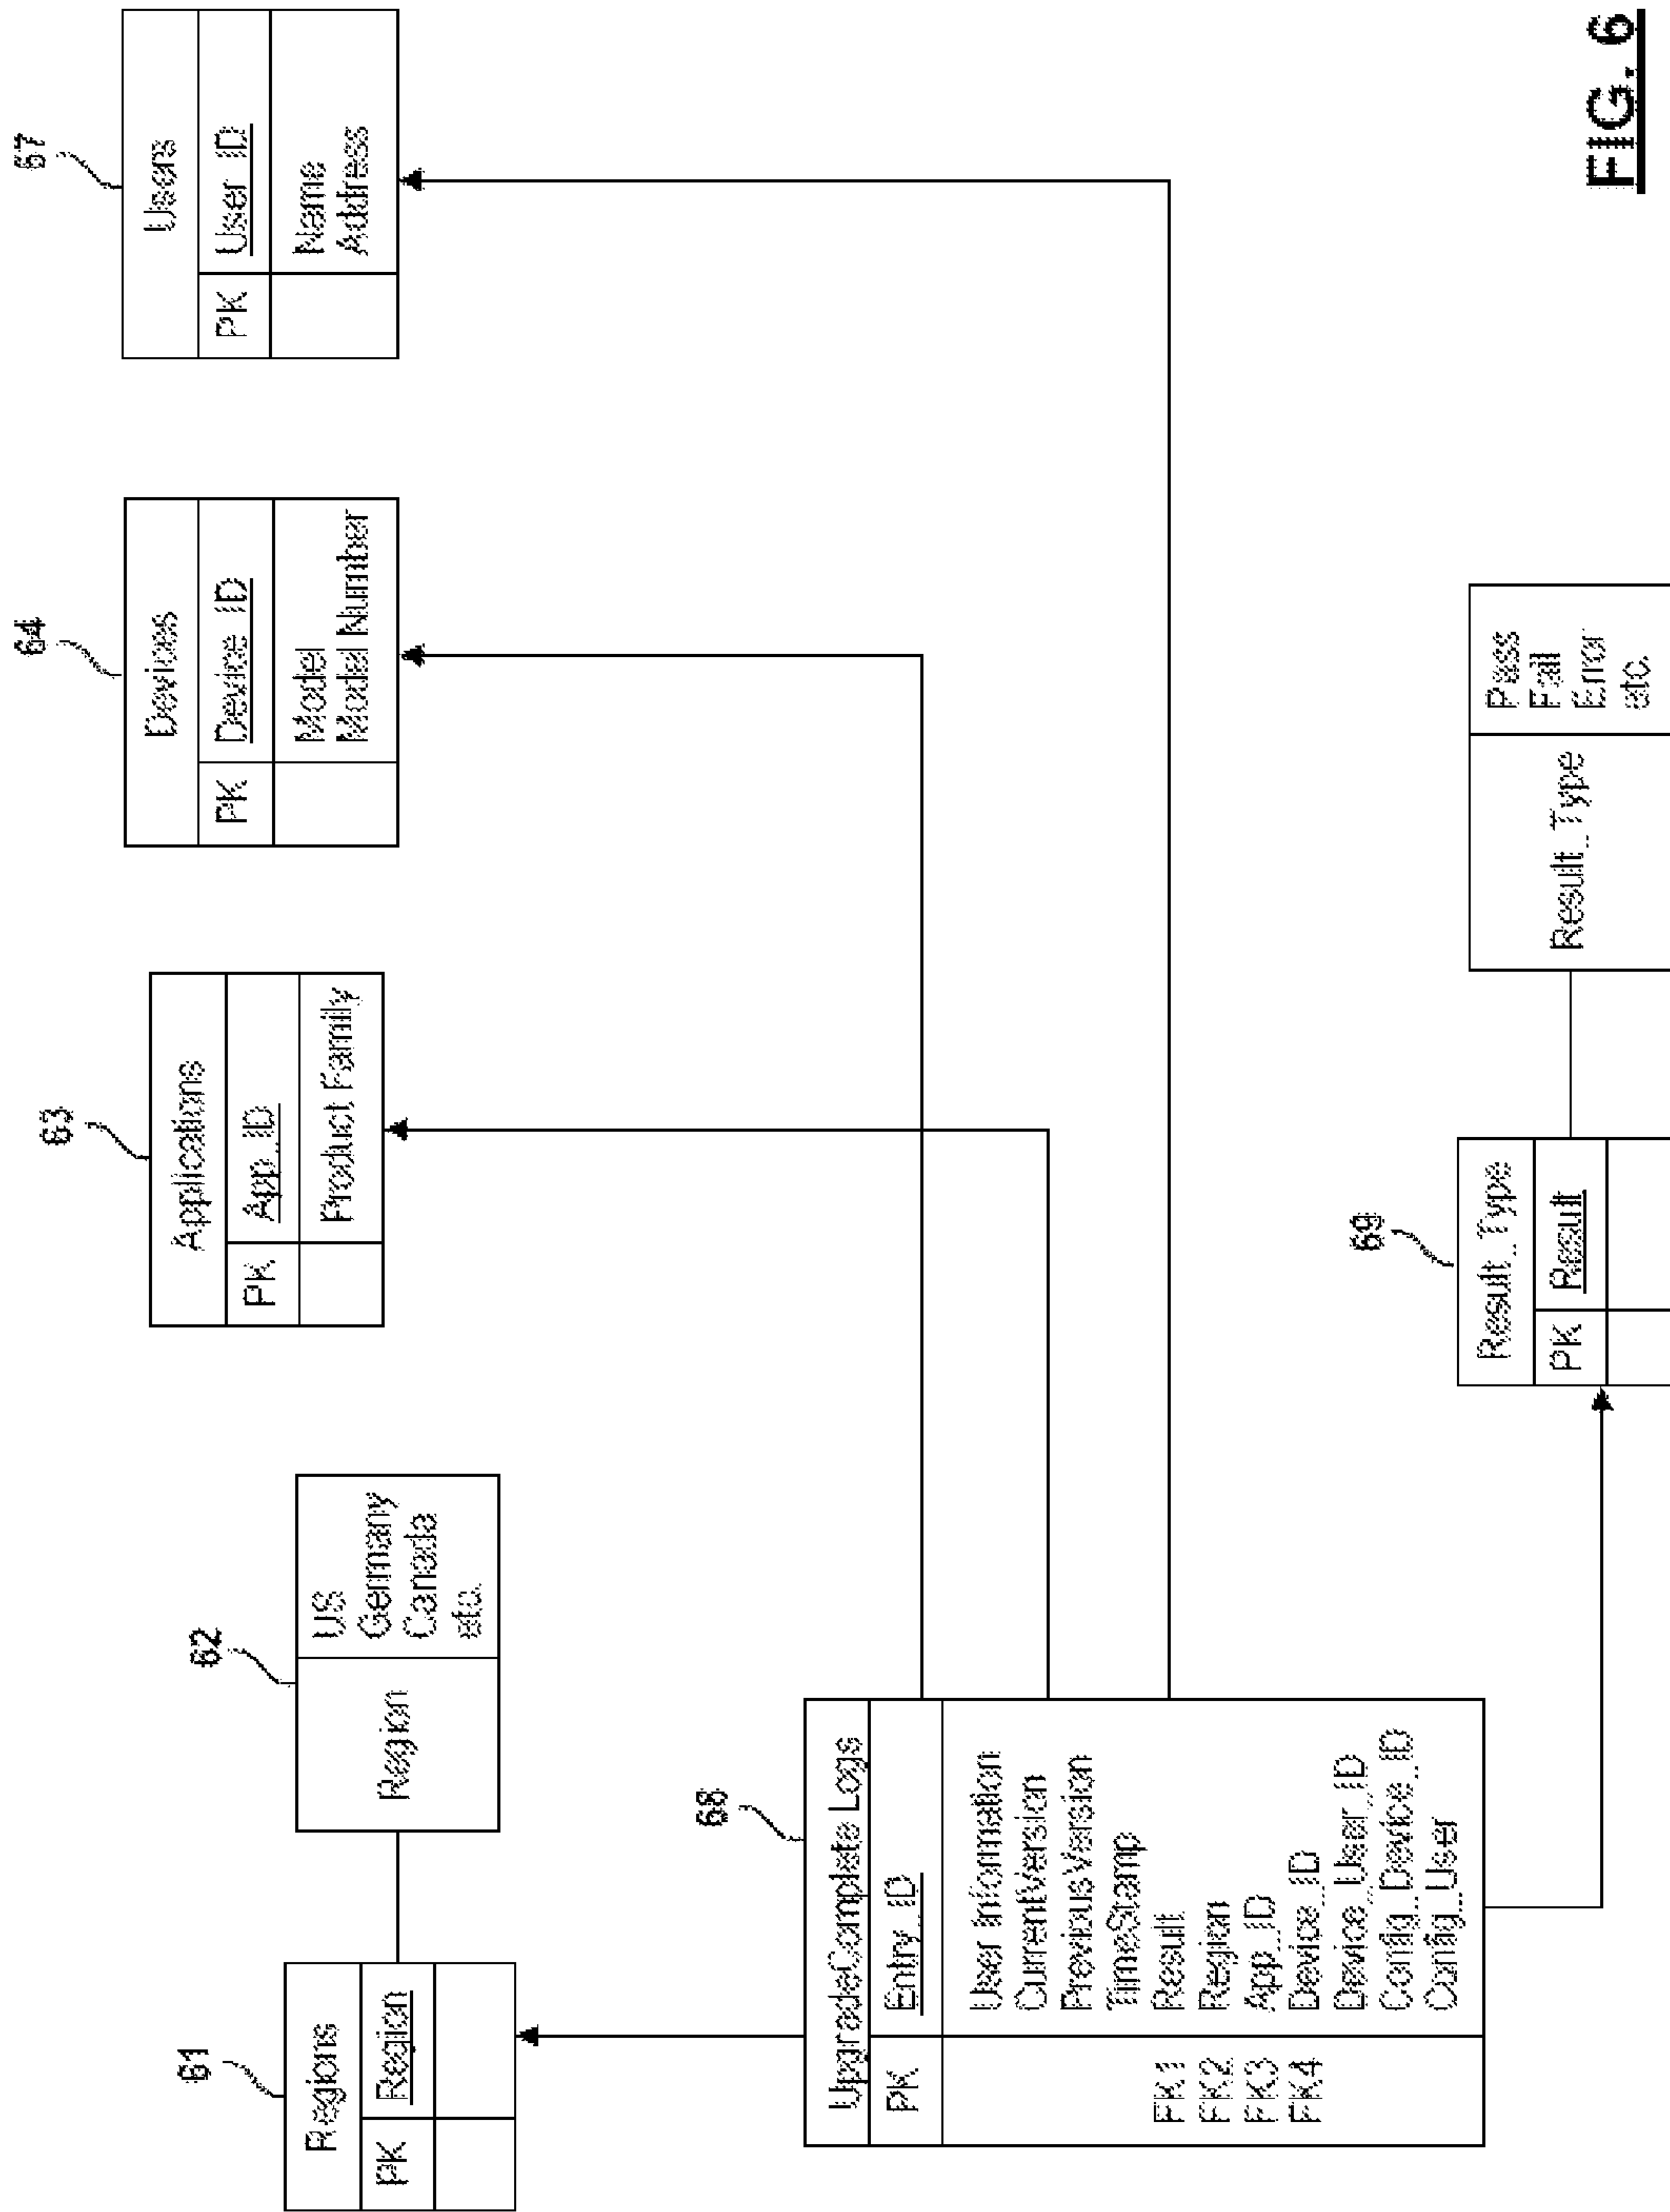 61
Regions
PK Region
62
Region
US
Germany
Canada
etc.
63
Applications
PK App_ID
Product Family
64
Devices
PK Device_ID
Model
Model Number
67
Users
PK User_ID
Name
Address
68
UpgradeComplete Logs
PK Entry_ID
User Information
CurrentVersion
PreviousVersion
TimeStamp
FK1 Result
FK2 Region
FK3 App_ID
FK4 Device_ID
Device_User_ID
Config_Device_ID
Config_User
69
Result_Type
PK Result
Result_Type
Pass
Fail
Error
etc.
FIG. 6